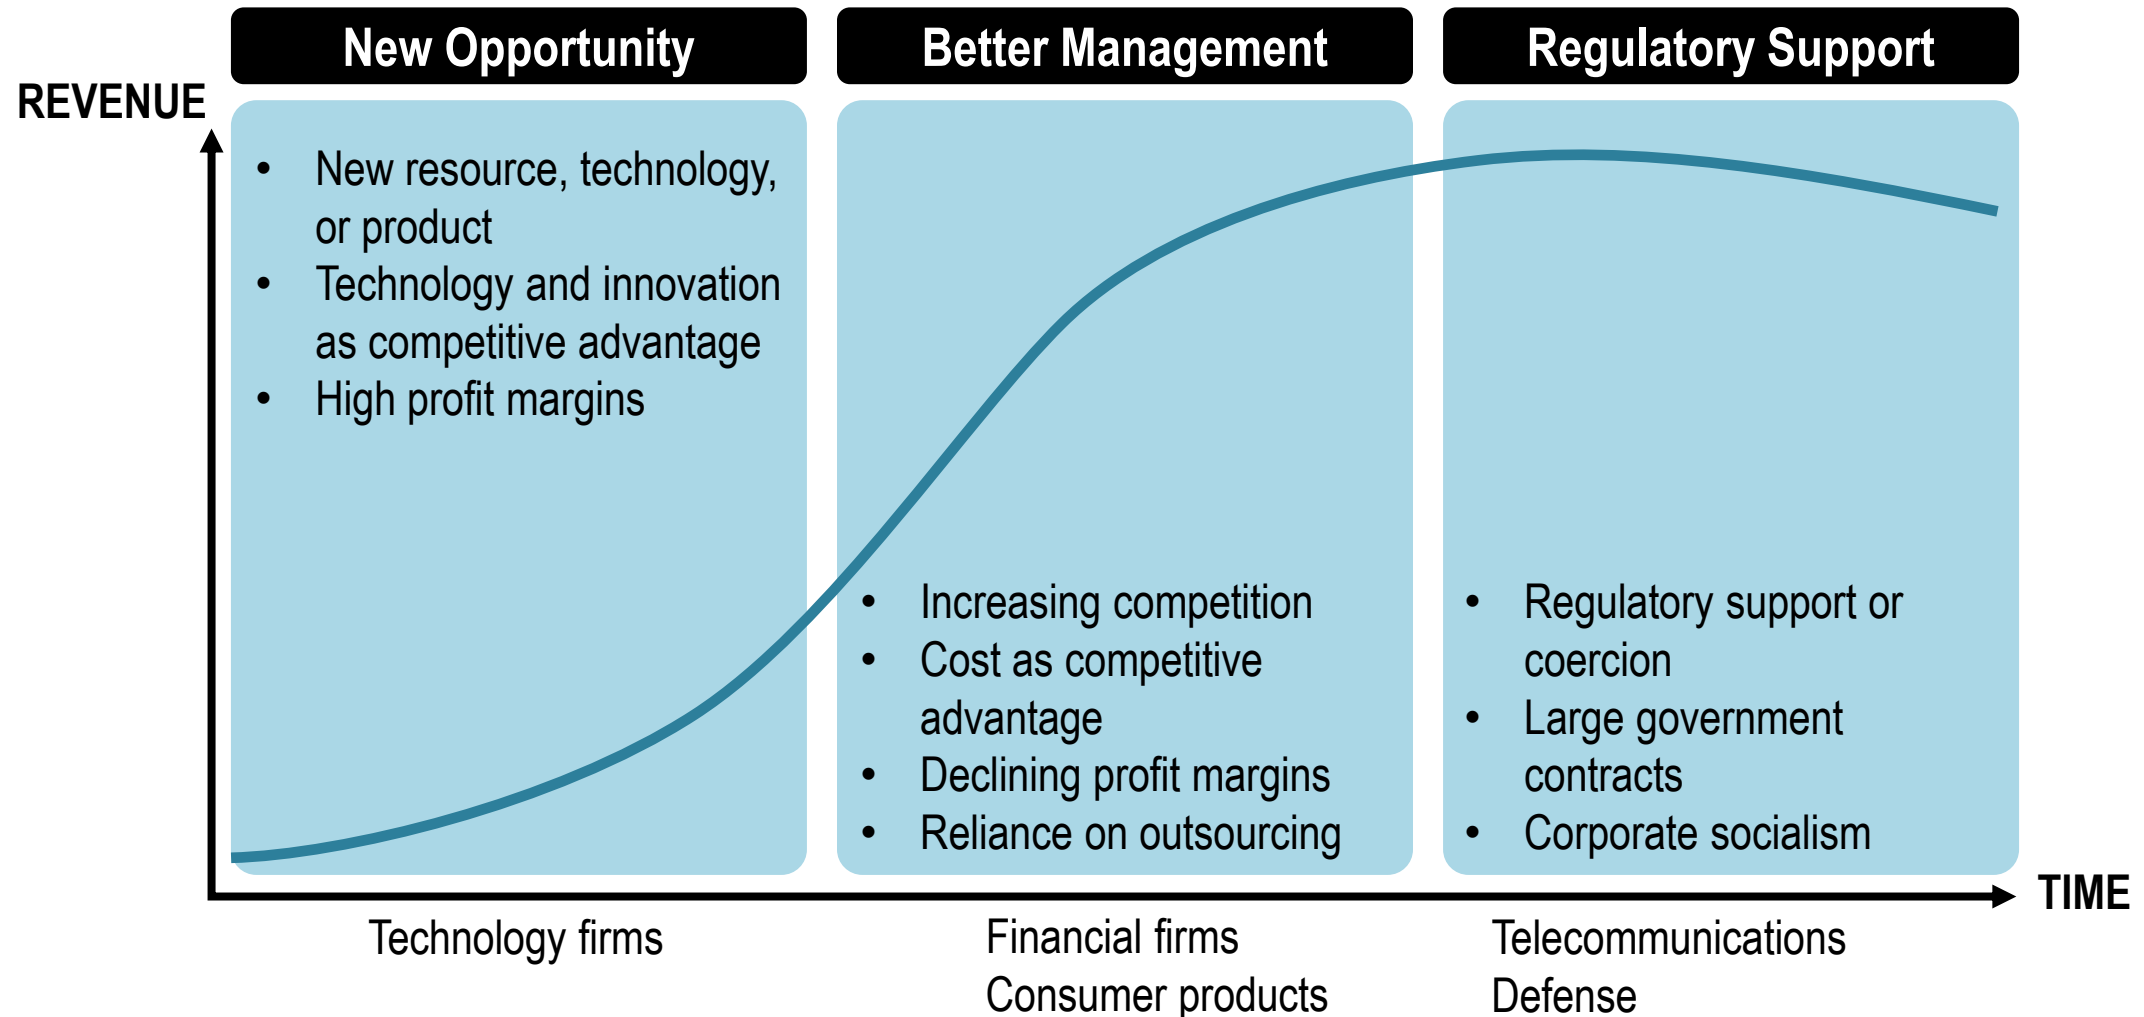 New Opportunity
Better Management
Regulatory Support
REVENUE
• New resource, technology,
or product
• Technology and innovation
as competitive advantage
• High profit margins
• Increasing competition
• Cost as competitive
advantage
• Declining profit margins
• Reliance on outsourcing
• Regulatory support or
coercion
• Large government
contracts
• Corporate socialism
TIME
Technology firms
Financial firms
Consumer products
Telecommunications
Defense